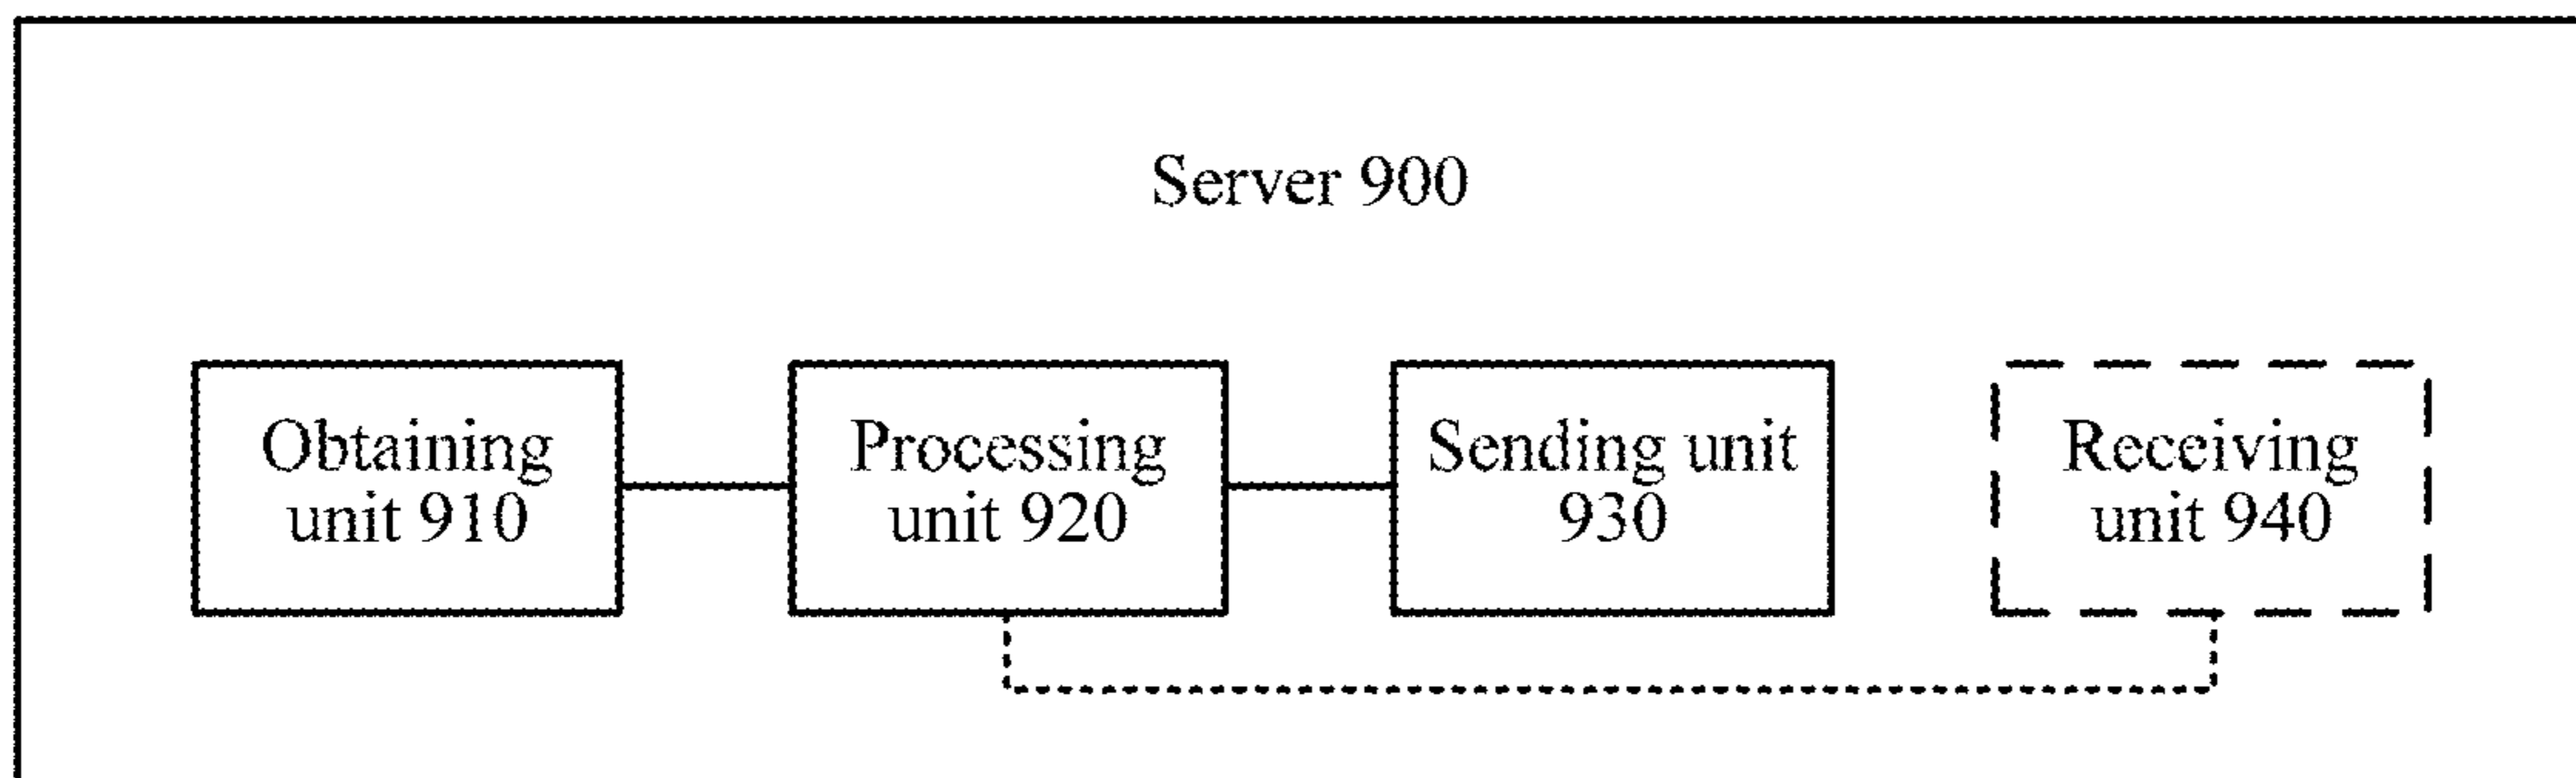 Server 900
Obtaining
unit 910
Processing
unit 920
Sending unit
930
Receiving
unit 940